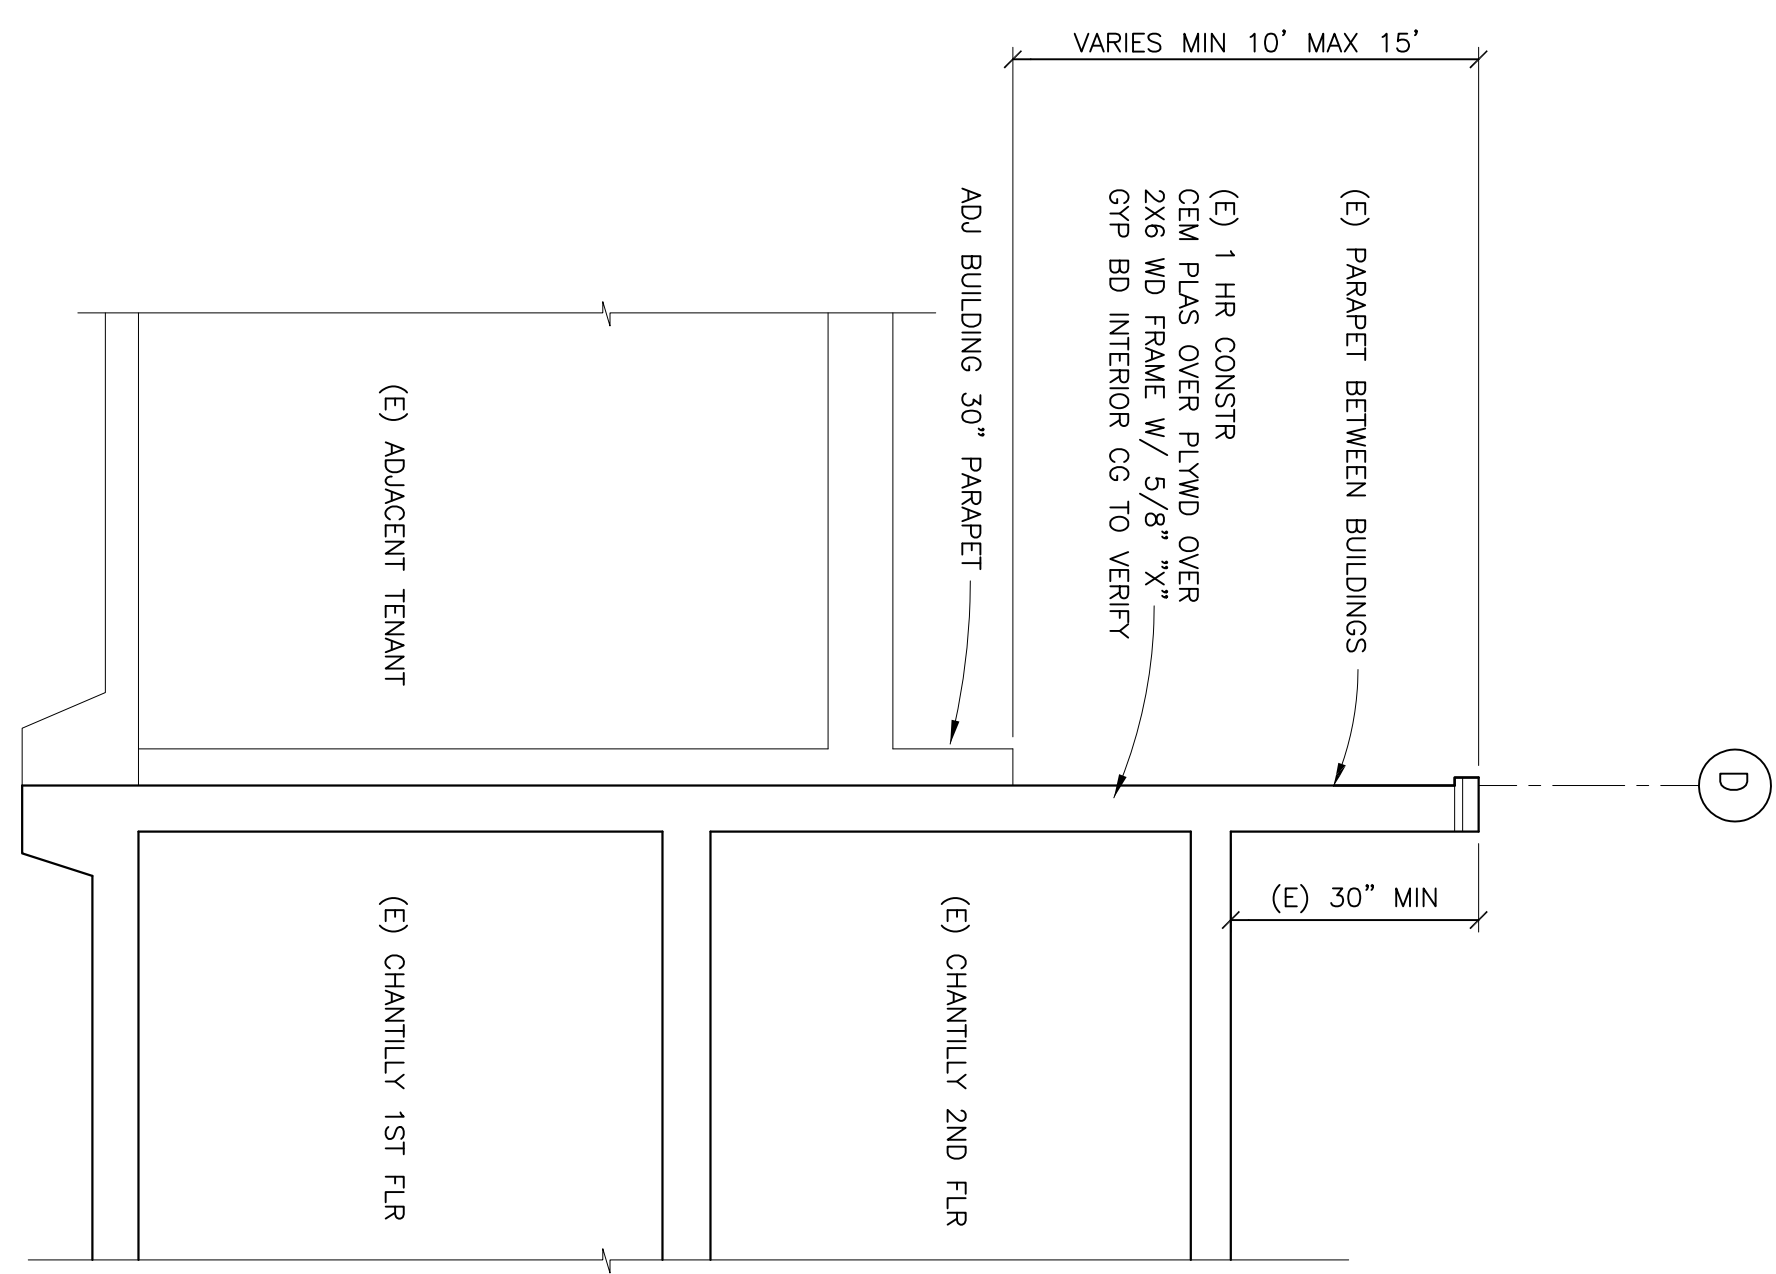 VARIES MIN 10' MAX 15'
(E) PARAPET BETWEEN BUILDINGS
(E) 1 HR CONSTR
CEM PLAS OVER PLYWD OVER
2X6 WD FRAME W/ 5/8" "X"
GYP BD INTERIOR CG TO VERIFY
ADJ BUILDING 30" PARAPET
(E) ADJACENT TENANT
D
(E) 30" MIN
(E) CHANTILLY 2ND FLR
(E) CHANTILLY 1ST FLR